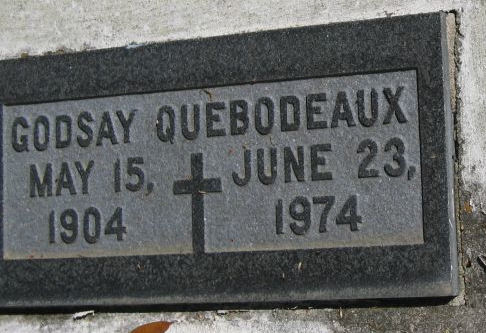 GODSAY QUEBODEAUX
MAY 15, JUNE 23,
1904 1974